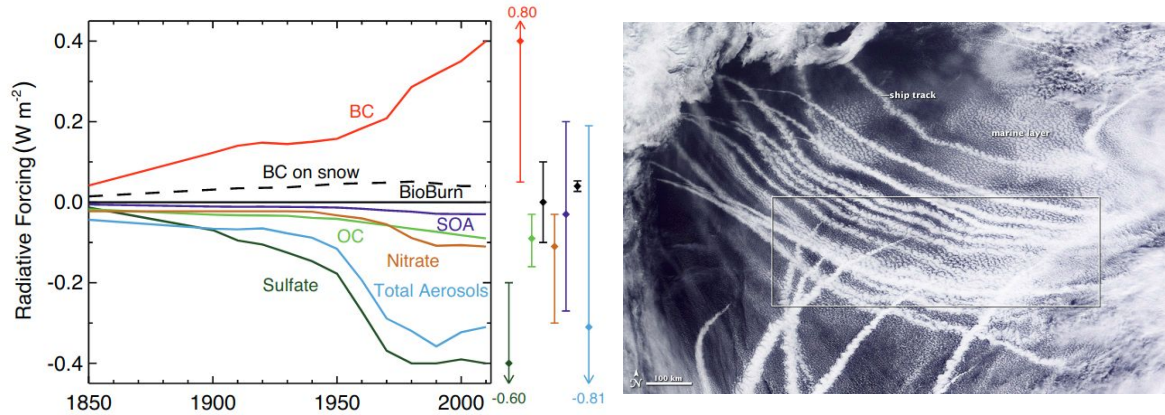 0.80
0.4
0.2
0.0
-0.2
-0.4
Radiative Forcing (W m-2)
BC
BC on snow
BioBurn
SOA
OC
Nitrate
Sulfate
Total Aerosols
1850
1900
1950
2000
-0.60
-0.81
ship track
marine layer
N
100 km